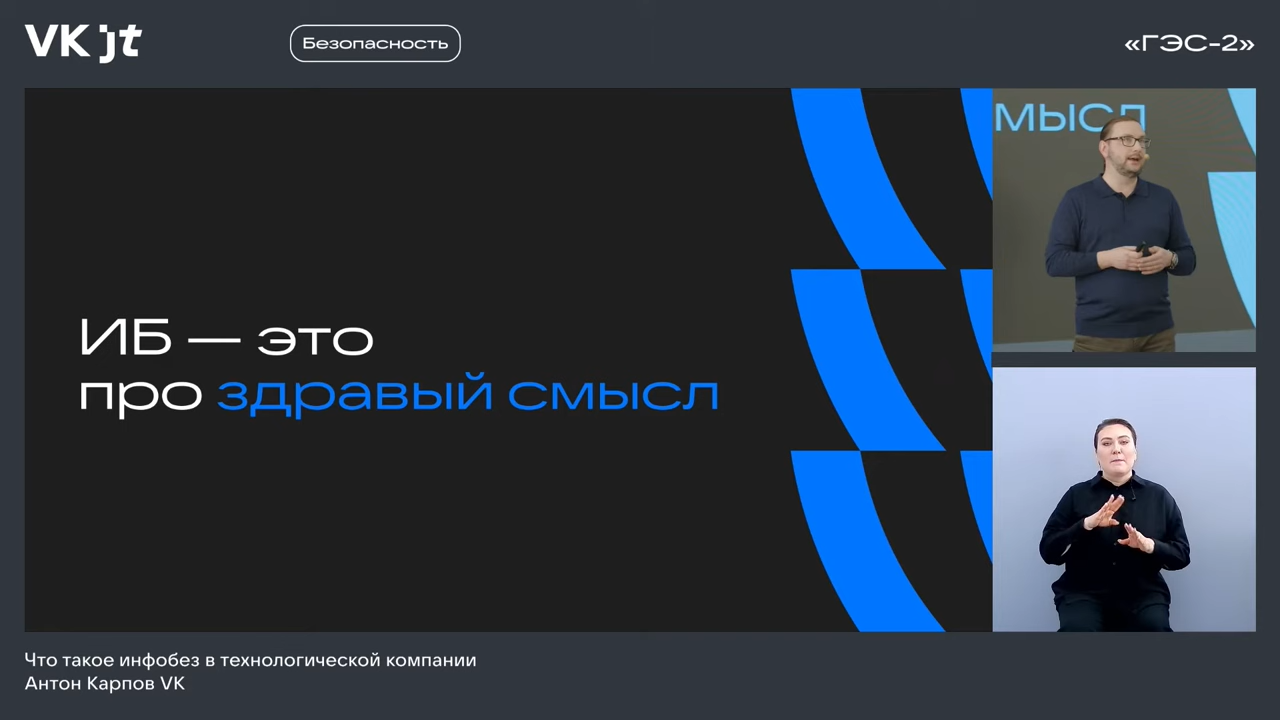 VK jt
Безопасность
«ГЭС-2»
ИБ — это
про здравый смысл
мысл
Что такое инфобез в технологической компании
Антон Карпов VK